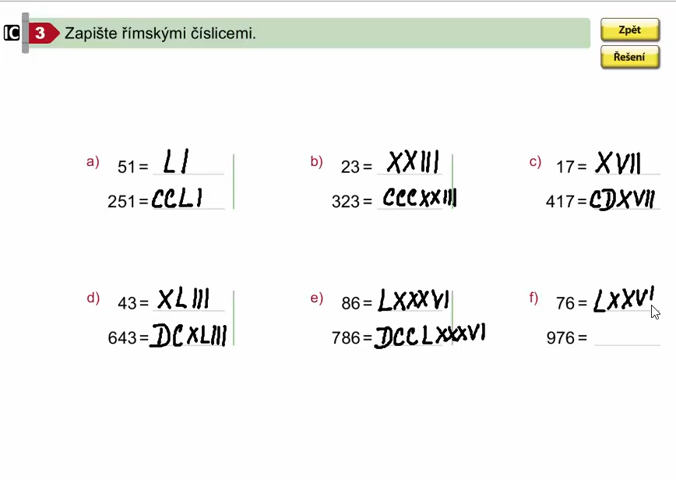 IC 3 Zapište římskými číslicemi.
Zpět
Řešení
a) 51 = LI
251 = CCLI
b) 23 = XXIII
323 = CCCXXIII
c) 17 = XVII
417 = CDXVII
d) 43 = XLIII
643 = DCXLIII
e) 86 = LXXXVI
786 = DCCLXXXVI
f) 76 = LXXVI
976 =